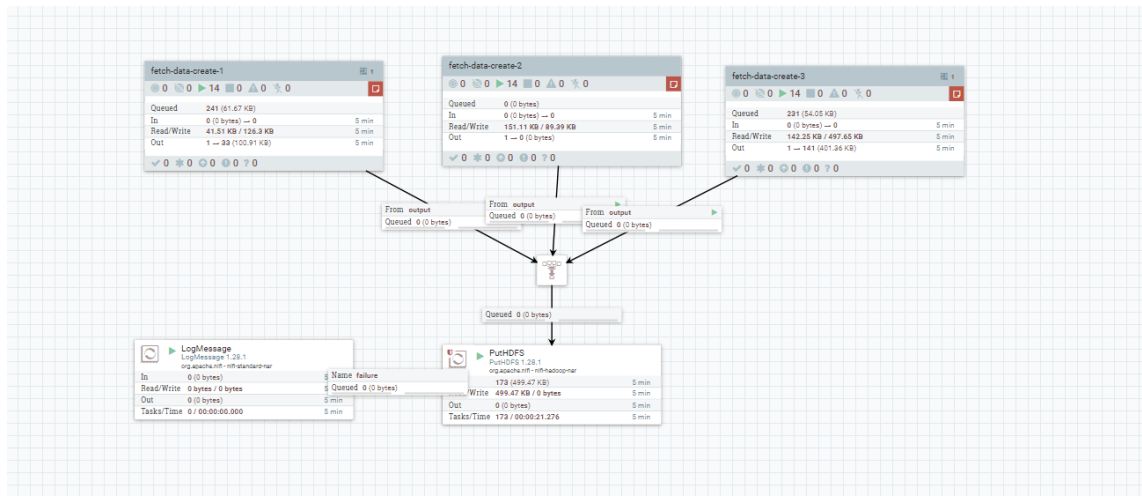 fetch-data-create-1
1
0 0 14 0 0 0
Queued 241 (61.67 KB)
In 0 (0 bytes) → 0 5 min
Read/Write 41.51 KB / 126.3 KB 5 min
Out 1 → 33 (100.91 KB) 5 min
0 0 0 0 ? 0
fetch-data-create-2
0 0 14 0 0 0
Queued 0 (0 bytes)
In 0 (0 bytes) → 0 5 min
Read/Write 151.11 KB / 89.39 KB 5 min
Out 1 → 0 (0 bytes) 5 min
0 0 0 0 ? 0
fetch-data-create-3
1
0 0 14 0 0 0
Queued 231 (54.05 KB)
In 0 (0 bytes) → 0 5 min
Read/Write 142.25 KB / 497.65 KB 5 min
Out 1 → 141 (401.36 KB) 5 min
0 0 0 0 ? 0
From output
Queued 0 (0 bytes)
From output
Queued 0 (0 bytes)
From output
Queued 0 (0 bytes)
Queued 0 (0 bytes)
LogMessage
LogMessage 1.28.1
org.apache.nifi - nifi-standard-nar
In 0 (0 bytes) 5
Read/Write 0 bytes / 0 bytes 5
Out 0 (0 bytes) 5 min
Tasks/Time 0 / 00:00:00.000 5 min
Name failure
Queued 0 (0 bytes)
PutHDFS
PutHDFS 1.28.1
org.apache.nifi - nifi-hadoop-nar
173 (499.47 KB) 5 min
Write 499.47 KB / 0 bytes 5 min
Out 0 (0 bytes) 5 min
Tasks/Time 173 / 00:00:21.276 5 min